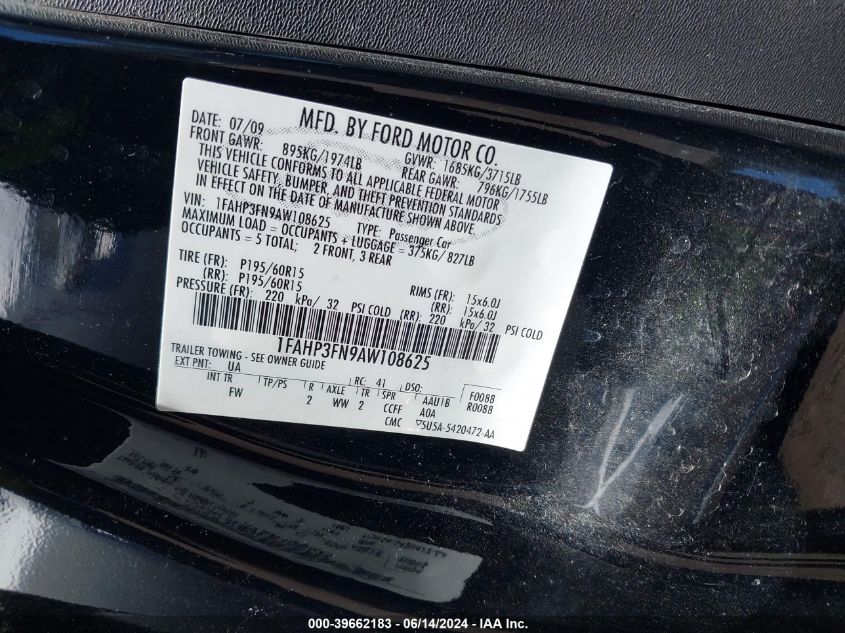 MFD. BY FORD MOTOR CO.
DATE: 07/09 GVWR: 1685KG/3715LB
FRONT GAWR: 895KG/1974LB REAR GAWR: 796KG/1755LB
THIS VEHICLE CONFORMS TO ALL APPLICABLE FEDERAL MOTOR
VEHICLE SAFETY, BUMPER, AND THEFT PREVENTION STANDARDS
IN EFFECT ON THE DATE OF MANUFACTURE SHOWN ABOVE.
VIN: 1FAHP3FN9AW108625 TYPE: Passenger-Car
MAXIMUM LOAD = OCCUPANTS + LUGGAGE = 375KG/ 827LB
OCCUPANTS = 5 TOTAL: 2 FRONT, 3 REAR
TIRE (FR): P195/60R15 RIMS (FR): 15x6.0J
(RR): P195/60R15 (RR): 15x6.0J
PRESSURE (FR): 220 kPa/ 32 PSI COLD (RR): 220 kPa/ 32 PSI COLD
1FAHP3FN9AW108625
TRAILER TOWING - SEE OWNER GUIDE
EXT PNT: UA RC: 41 DSO: F0088
INT TR TP/PS R AXLE TR SPR AAU1B R0088
FW 2 WW 2 CCFF AOA
CMC 5U5A-5420472-AA
000-39662183 - 06/14/2024 - IAA Inc.